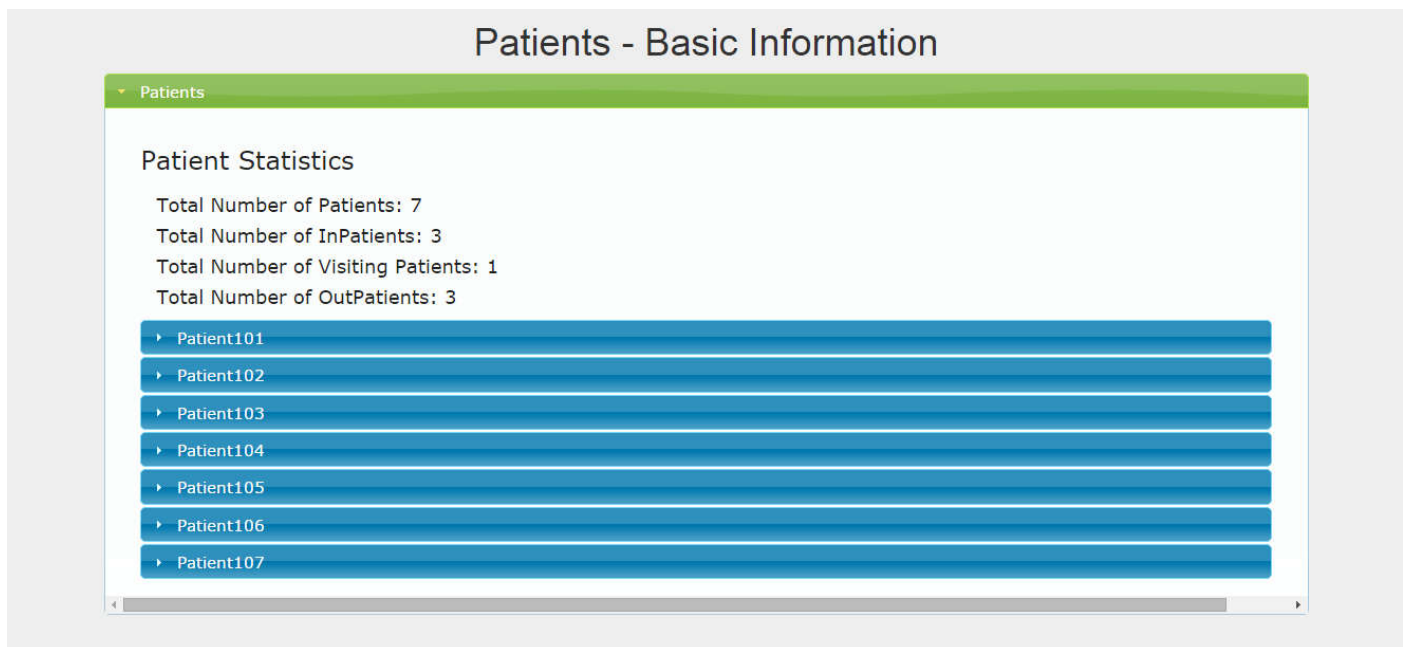 Patients - Basic Information
Patients
Patient Statistics
Total Number of Patients: 7
Total Number of InPatients: 3
Total Number of Visiting Patients: 1
Total Number of OutPatients: 3
Patient101
Patient102
Patient103
Patient104
Patient105
Patient106
Patient107